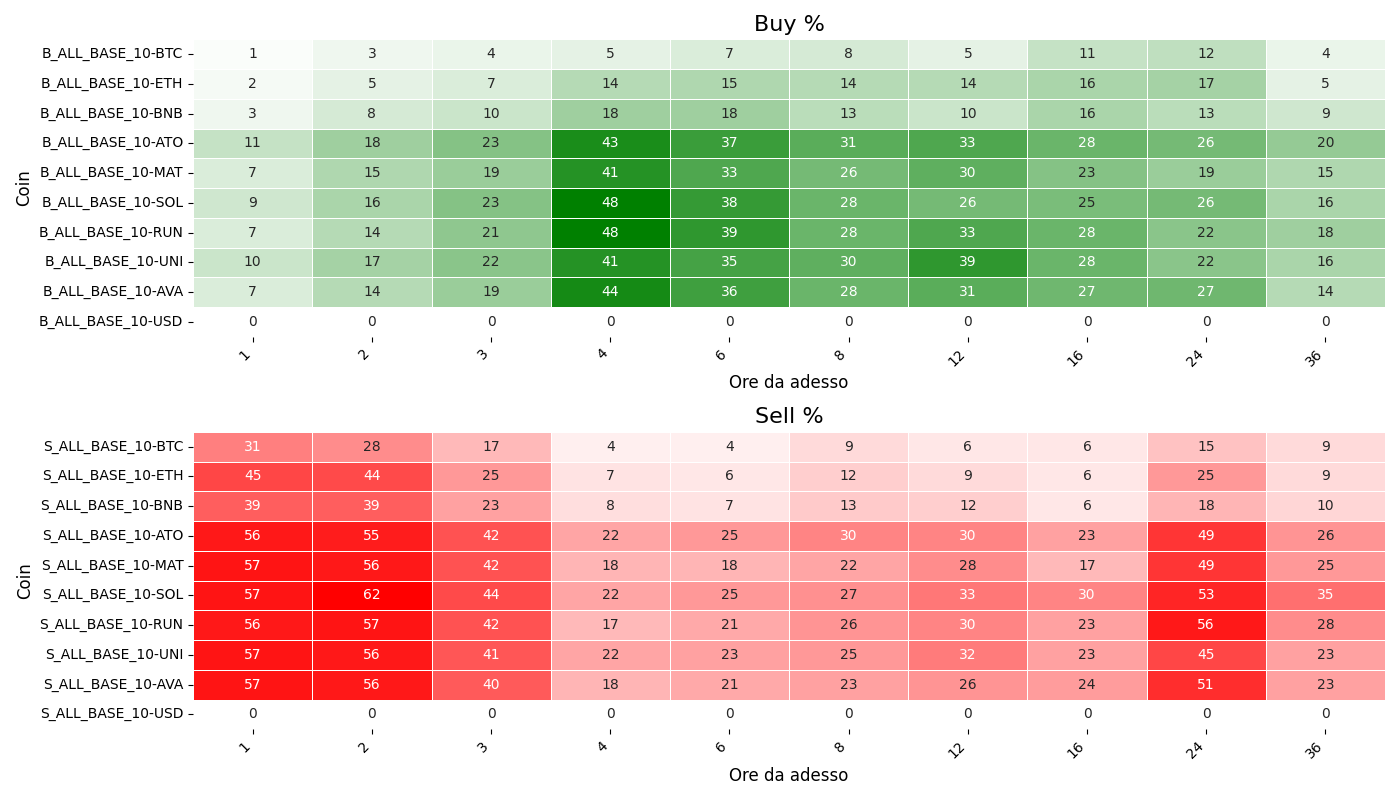 Buy %
Coin
B_ALL_BASE_10-BTC 1 3 4 5 7 8 5 11 12 4
B_ALL_BASE_10-ETH 2 5 7 14 15 14 14 16 17 5
B_ALL_BASE_10-BNB 3 8 10 18 18 13 10 16 13 9
B_ALL_BASE_10-ATO 11 18 23 43 37 31 33 28 26 20
B_ALL_BASE_10-MAT 7 15 19 41 33 26 30 23 19 15
B_ALL_BASE_10-SOL 9 16 23 48 38 28 26 25 26 16
B_ALL_BASE_10-RUN 7 14 21 48 39 28 33 28 22 18
B_ALL_BASE_10-UNI 10 17 22 41 35 30 39 28 22 16
B_ALL_BASE_10-AVA 7 14 19 44 36 28 31 27 27 14
B_ALL_BASE_10-USD 0 0 0 0 0 0 0 0 0 0
1 2 3 4 6 8 12 16 24 36
Ore da adesso
Sell %
Coin
S_ALL_BASE_10-BTC 31 28 17 4 4 9 6 6 15 9
S_ALL_BASE_10-ETH 45 44 25 7 6 12 9 6 25 9
S_ALL_BASE_10-BNB 39 39 23 8 7 13 12 6 18 10
S_ALL_BASE_10-ATO 56 55 42 22 25 30 30 23 49 26
S_ALL_BASE_10-MAT 57 56 42 18 18 22 28 17 49 25
S_ALL_BASE_10-SOL 57 62 44 22 25 27 33 30 53 35
S_ALL_BASE_10-RUN 56 57 42 17 21 26 30 23 56 28
S_ALL_BASE_10-UNI 57 56 41 22 23 25 32 23 45 23
S_ALL_BASE_10-AVA 57 56 40 18 21 23 26 24 51 23
S_ALL_BASE_10-USD 0 0 0 0 0 0 0 0 0 0
1 2 3 4 6 8 12 16 24 36
Ore da adesso